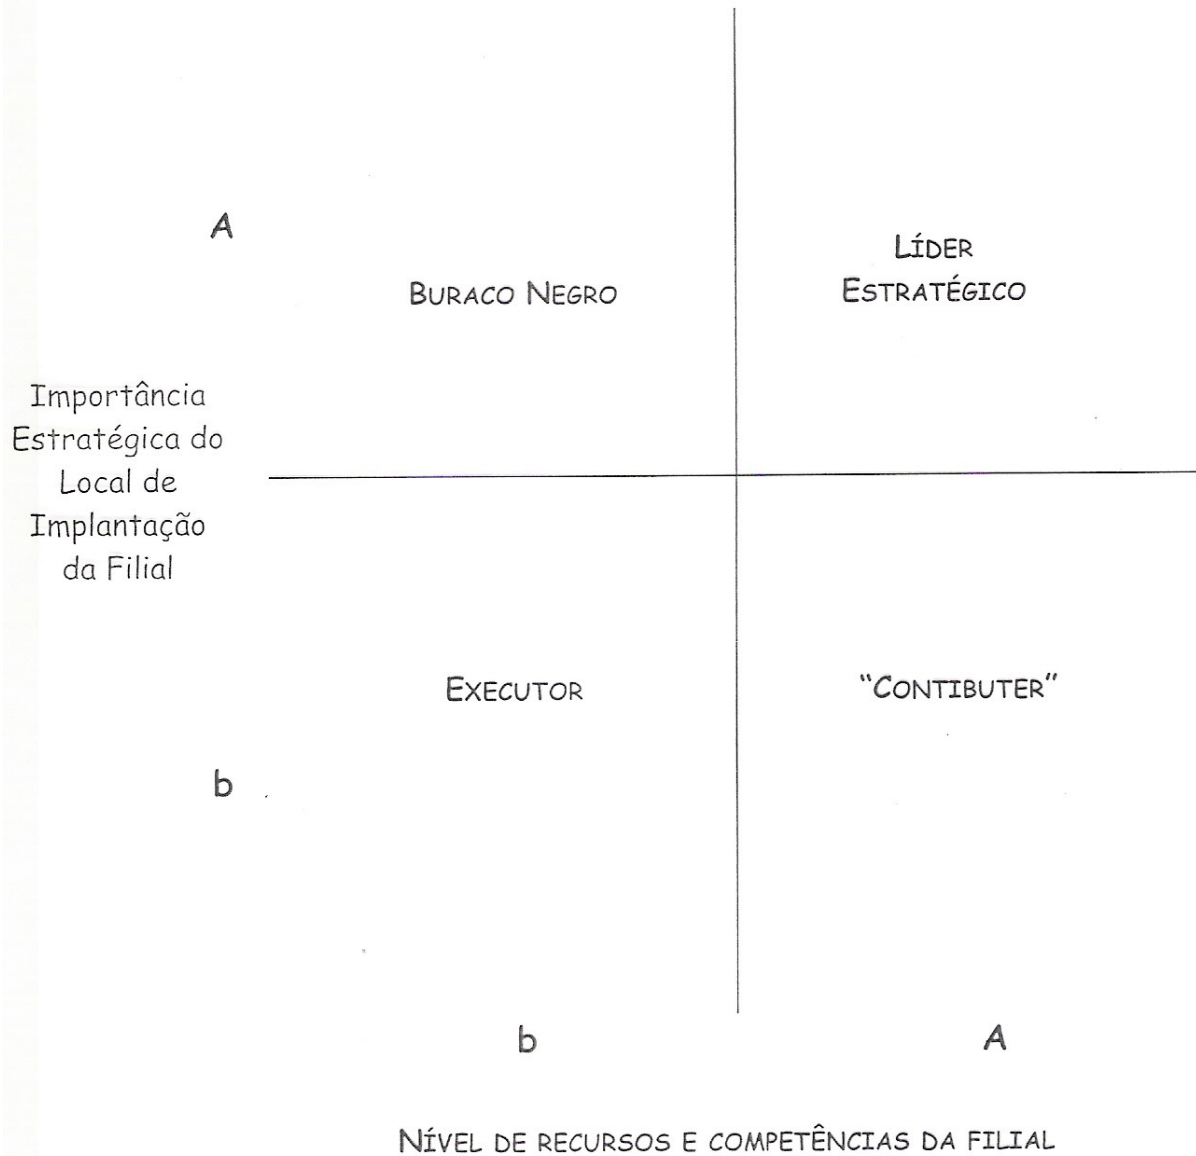 A
LÍDER
ESTRATÉGICO
BURACO NEGRO
Importância
Estratégica do
Local de
Implantação
da Filial
EXECUTOR
"CONTIBUTER"
b
b
A
NÍVEL DE RECURSOS E COMPETÊNCIAS DA FILIAL